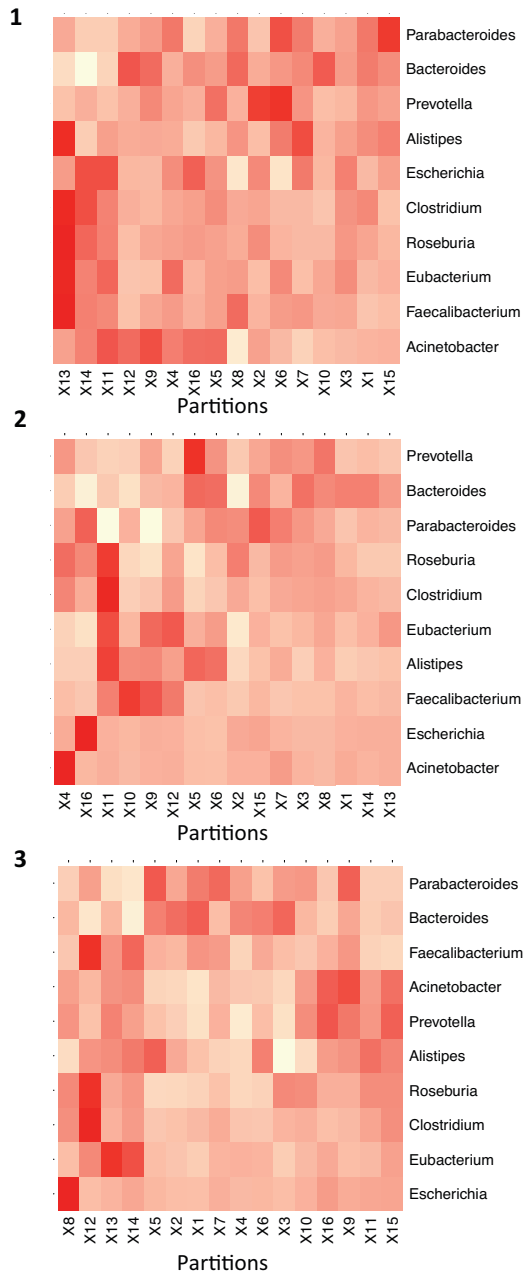 1
Parabacteroides
Bacteroides
Prevotella
Alistipes
Escherichia
Clostridium
Roseburia
Eubacterium
Faecalibacterium
Acinetobacter
X13 X14 X11 X12 X9 X4 X16 X5 X8 X2 X6 X7 X10 X3 X1 X15
Partitions
2
Prevotella
Bacteroides
Parabacteroides
Roseburia
Clostridium
Eubacterium
Alistipes
Faecalibacterium
Escherichia
Acinetobacter
X4 X16 X11 X10 X9 X12 X5 X6 X2 X15 X7 X3 X8 X1 X14 X13
Partitions
3
Parabacteroides
Bacteroides
Faecalibacterium
Acinetobacter
Prevotella
Alistipes
Roseburia
Clostridium
Eubacterium
Escherichia
X8 X12 X13 X14 X5 X2 X1 X7 X4 X6 X3 X10 X16 X9 X11 X15
Partitions